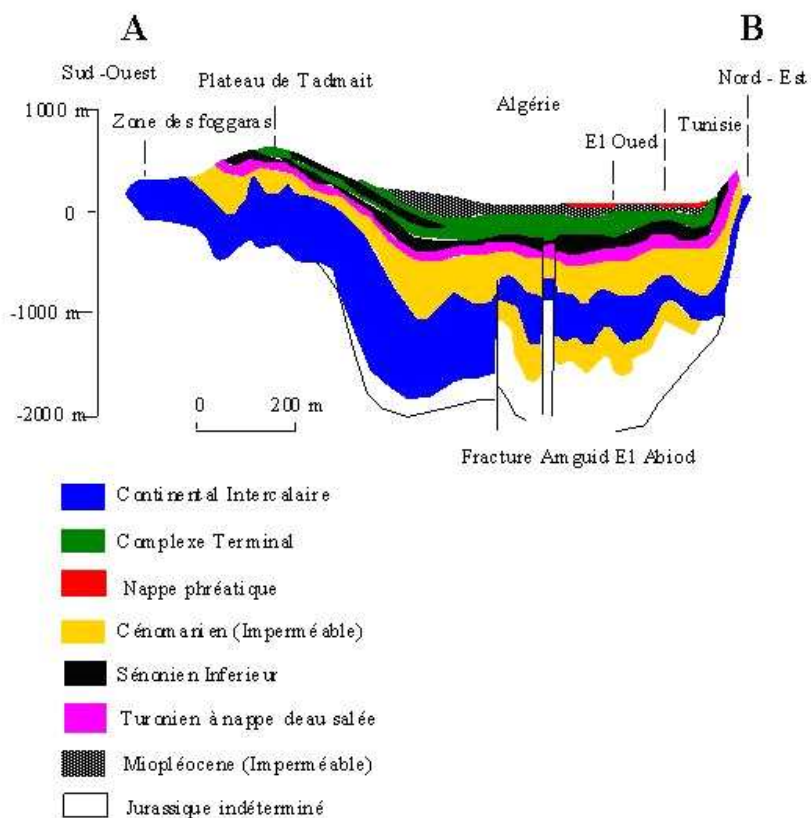 A
B
Sud-Ouest
Nord - Est
Plateau de Tadmait
1000 m
Algérie
Zone des foggaras
Tunisie
El Oued
0
-1000 m
0
200 m
-2000 m
Fracture Amguid El Abiod
Continental Intercalaire
Complexe Terminal
Nappe phréatique
Cénomanien (Imperméable)
Sénonien Inferieur
Turonien à nappe deau salée
Miopléocene (Imperméable)
Jurassique indéterminé